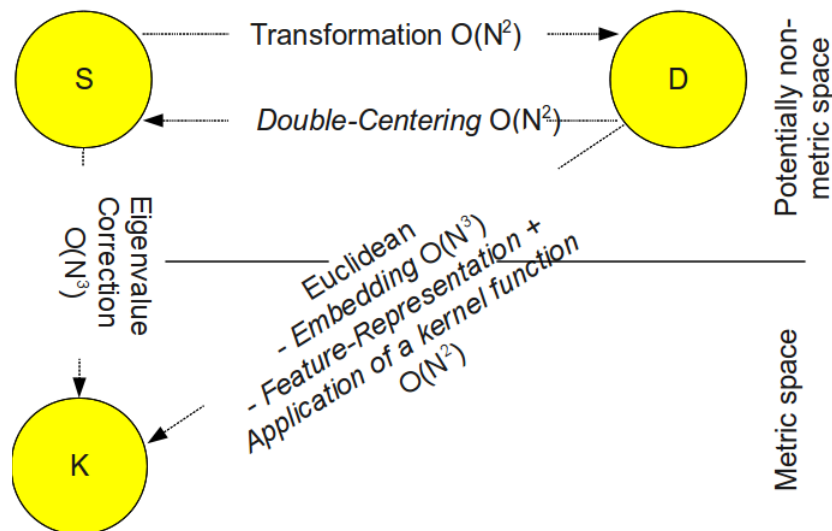 S
Transformation O(N²)
D
Double-Centering O(N²)
Potentially non-
metric space
Eigenvalue
Correction
O(N³)
Euclidean
- Embedding O(N³)
- Feature-Representation +
Application of a kernel function
O(N²)
K
Metric space